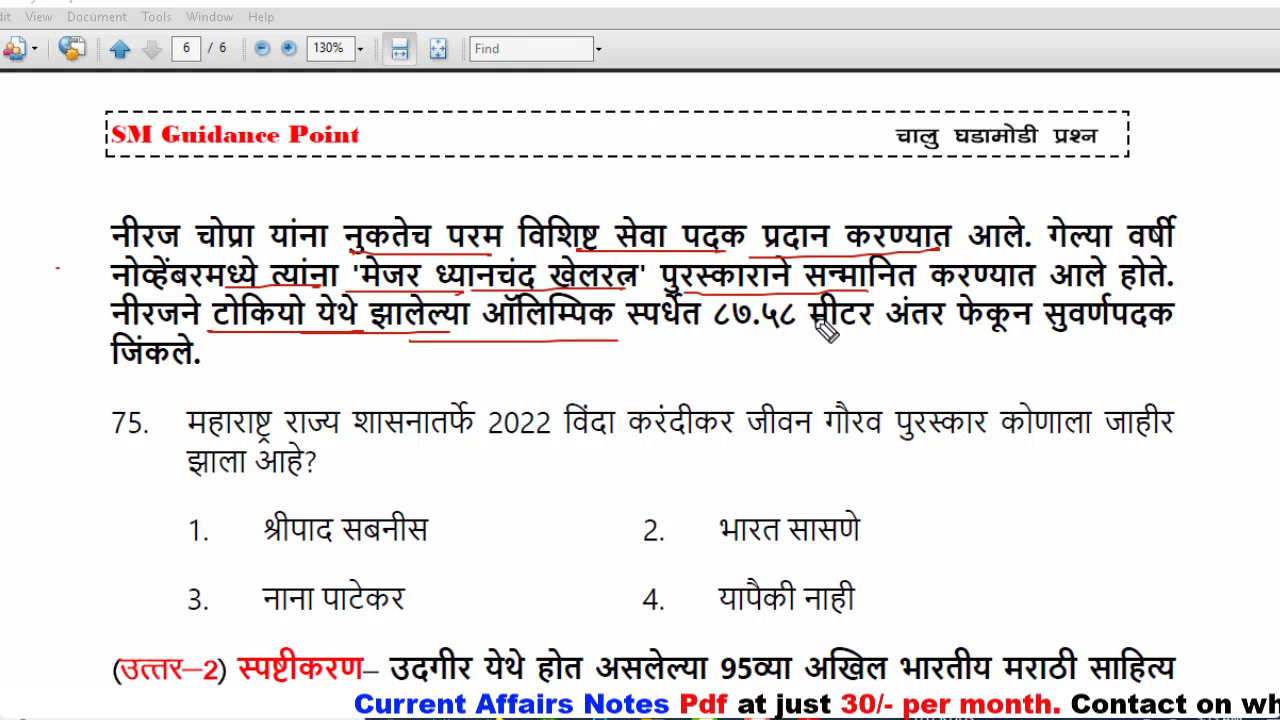 dit View Document Tools Window Help
6 / 6 130% Find
SM Guidance Point चालु घडामोडी प्रश्न
नीरज चोप्रा यांना नुकतेच परम विशिष्ट सेवा पदक प्रदान करण्यात आले. गेल्या वर्षी
नोव्हेंबरमध्ये त्यांना 'मेजर ध्यानचंद खेलरत्न' पुरस्काराने सन्मानित करण्यात आले होते.
नीरजने टोकियो येथे झालेल्या ऑलिम्पिक स्पर्धेत ८७.५८ मीटर अंतर फेकून सुवर्णपदक
जिंकले.
75. महाराष्ट्र राज्य शासनातर्फे 2022 विंदा करंदीकर जीवन गौरव पुरस्कार कोणाला जाहीर
झाला आहे?
1. श्रीपाद सबनीस 2. भारत सासणे
3. नाना पाटेकर 4. यापैकी नाही
(उत्तर–2) स्पष्टीकरण– उदगीर येथे होत असलेल्या 95व्या अखिल भारतीय मराठी साहित्य
Current Affairs Notes Pdf at just 30/- per month. Contact on wh